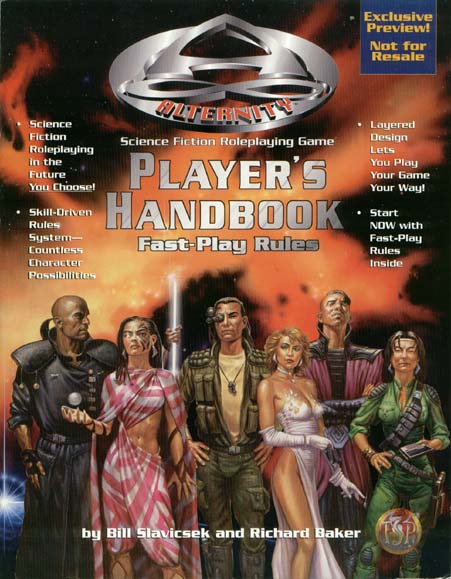 Exclusive
Preview!
Not for
Resale
ALTERNITY
Science Fiction Roleplaying Game
PLAYER'S
HANDBOOK
Fast-Play Rules
• Science
Fiction
Roleplaying
in the
Future
You Choose!
• Skill-Driven
Rules
System—
Countless
Character
Possibilities
• Layered
Design
Lets
You Play
Your Game
Your Way!
• Start
NOW with
Fast-Play
Rules
Inside
by Bill Slavicsek and Richard Baker
TSR